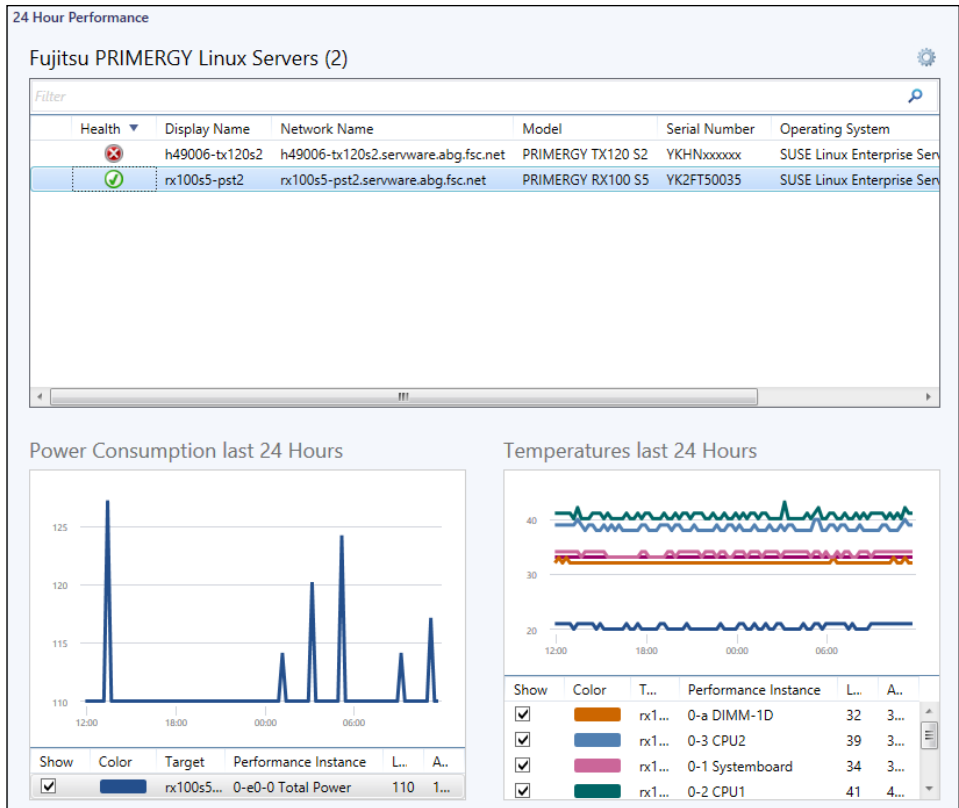 24 Hour Performance
Fujitsu PRIMERGY Linux Servers (2)
Filter
Health Display Name Network Name Model Serial Number Operating System
h49006-tx120s2 h49006-tx120s2.servware.abg.fsc.net PRIMERGY TX120 S2 YKHNxxxxxx SUSE Linux Enterprise Serv
rx100s5-pst2 rx100s5-pst2.servware.abg.fsc.net PRIMERGY RX100 S5 YK2FT50035 SUSE Linux Enterprise Serv
Power Consumption last 24 Hours
125
120
115
110
12:00 18:00 00:00 06:00
Show Color Target Performance Instance L... A..
rx100s5... 0-e0-0 Total Power 110 1...
Temperatures last 24 Hours
40
30
20
12:00 18:00 00:00 06:00
Show Color T... Performance Instance L... A..
rx1... 0-a DIMM-1D 32 3...
rx1... 0-3 CPU2 39 3...
rx1... 0-1 Systemboard 34 3...
rx1... 0-2 CPU1 41 4...